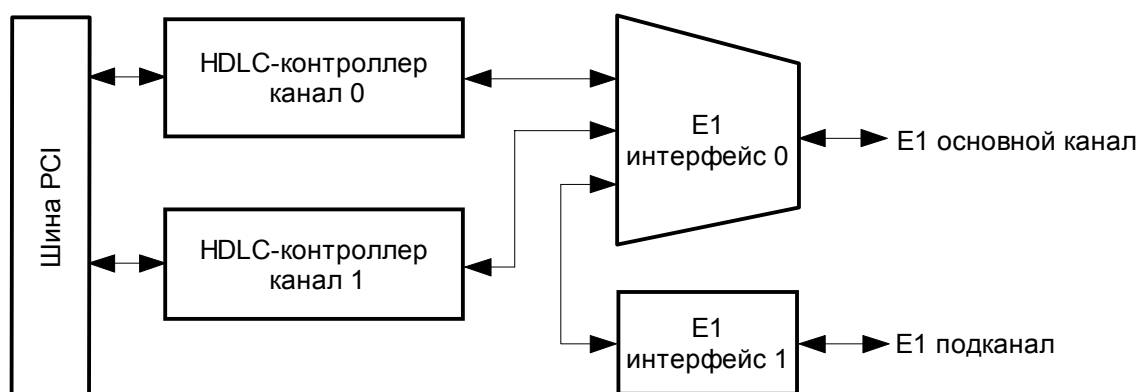 Шина PCI
HDLC-контроллер
канал 0
HDLC-контроллер
канал 1
E1
интерфейс 0
E1 основной канал
E1
интерфейс 1
E1 подканал